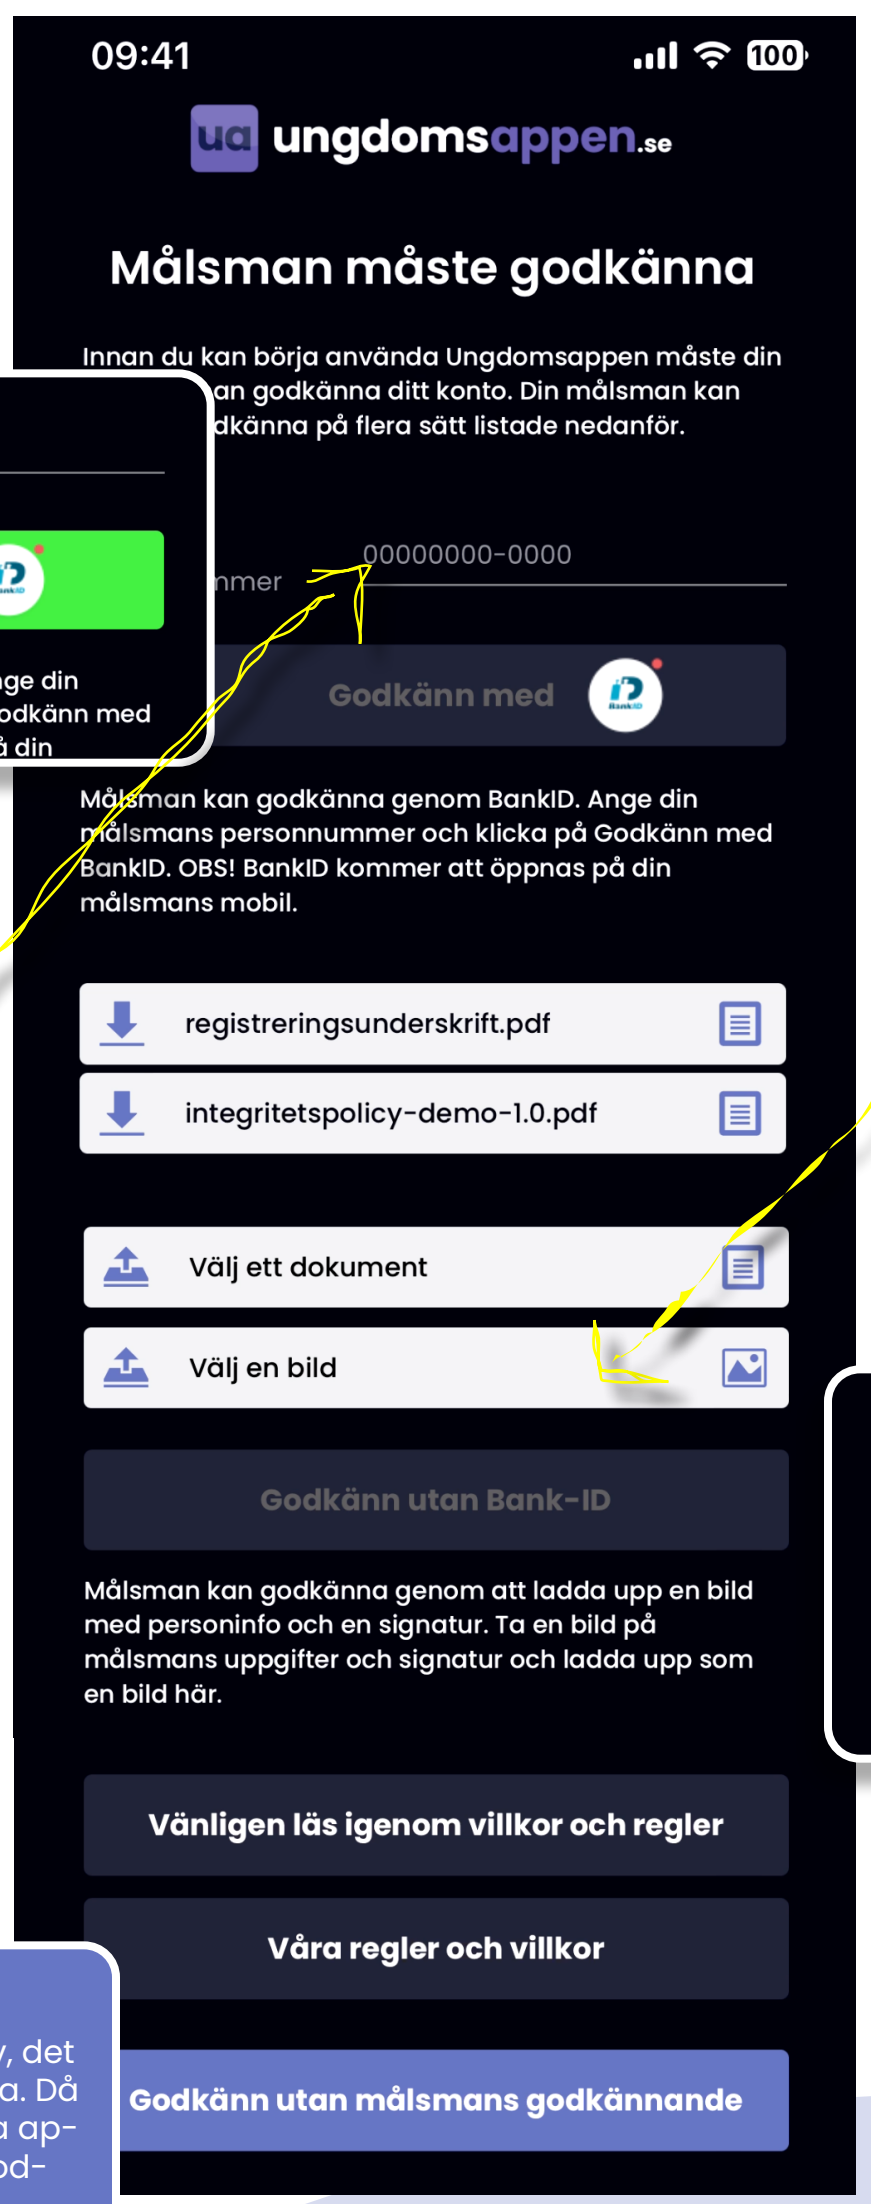 09:41
100
ua ungdomsappen.se
Målsman måste godkänna
Innan du kan börja använda Ungdomsappen måste din
an godkänna ditt konto. Din målsman kan
dkänna på flera sätt listade nedanför.
00000000-0000
mmer
Godkänn med
BankID
BankID
nge din
odkänn med
å din
Målsman kan godkänna genom BankID. Ange din
målsmans personnummer och klicka på Godkänn med
BankID. OBS! BankID kommer att öppnas på din
målsmans mobil.
registreringsunderskrift.pdf
integritetspolicy-demo-1.0.pdf
Välj ett dokument
Välj en bild
Godkänn utan Bank-ID
Målsman kan godkänna genom att ladda upp en bild
med personinfo och en signatur. Ta en bild på
målsmans uppgifter och signatur och ladda upp som
en bild här.
Vänligen läs igenom villkor och regler
Våra regler och villkor
, det
a. Då
a ap-
od-
Godkänn utan målsmans godkännande